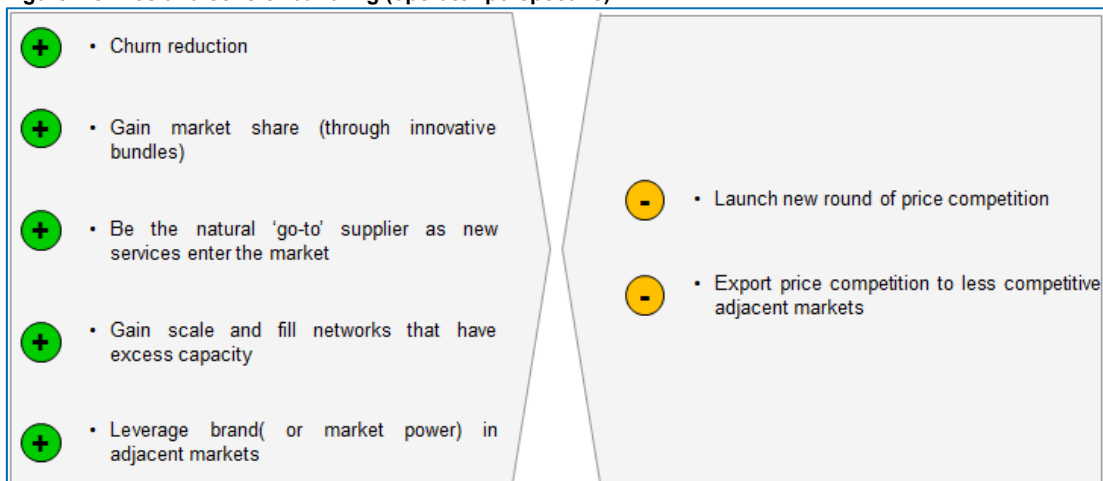 + • Churn reduction
+ • Gain market share (through innovative
bundles)
+ • Be the natural 'go-to' supplier as new
services enter the market
+ • Gain scale and fill networks that have
excess capacity
+ • Leverage brand( or market power) in
adjacent markets
- • Launch new round of price competition
- • Export price competition to less competitive
adjacent markets